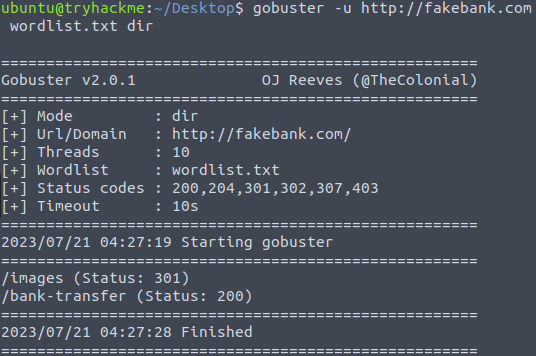 ubuntu@tryhackme:~/Desktop$ gobuster -u http://fakebank.com
 wordlist.txt dir
=====================================================
Gobuster v2.0.1              OJ Reeves (@TheColonial)
=====================================================
[+] Mode         : dir
[+] Url/Domain   : http://fakebank.com/
[+] Threads      : 10
[+] Wordlist     : wordlist.txt
[+] Status codes : 200,204,301,302,307,403
[+] Timeout      : 10s
=====================================================
2023/07/21 04:27:19 Starting gobuster
=====================================================
/images (Status: 301)
/bank-transfer (Status: 200)
=====================================================
2023/07/21 04:27:28 Finished
=====================================================